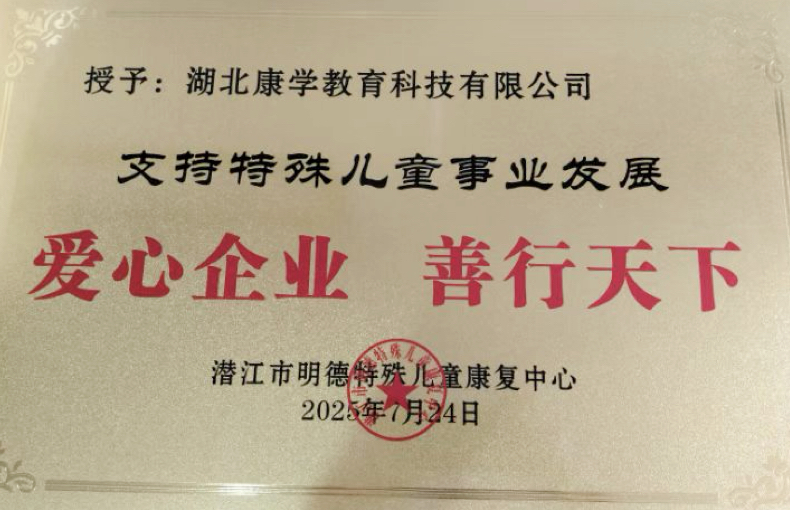 授予：湖北康学教育科技有限公司
支持特殊儿童事业发展
爱心企业 善行天下
潜江市明德特殊儿童康复中心
2025年7月24日